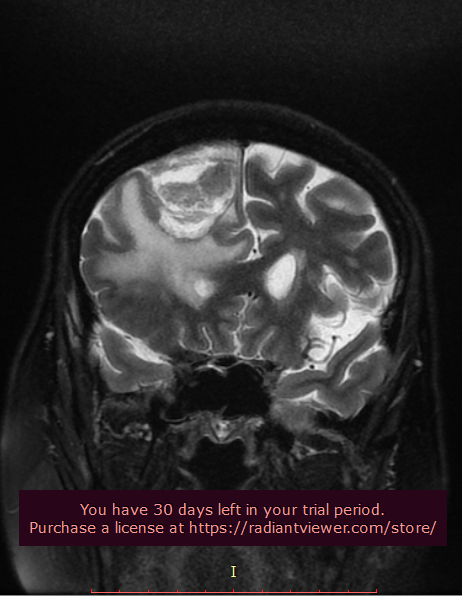 You have 30 days left in your trial period.
Purchase a license at https://radiantviewer.com/store/
I